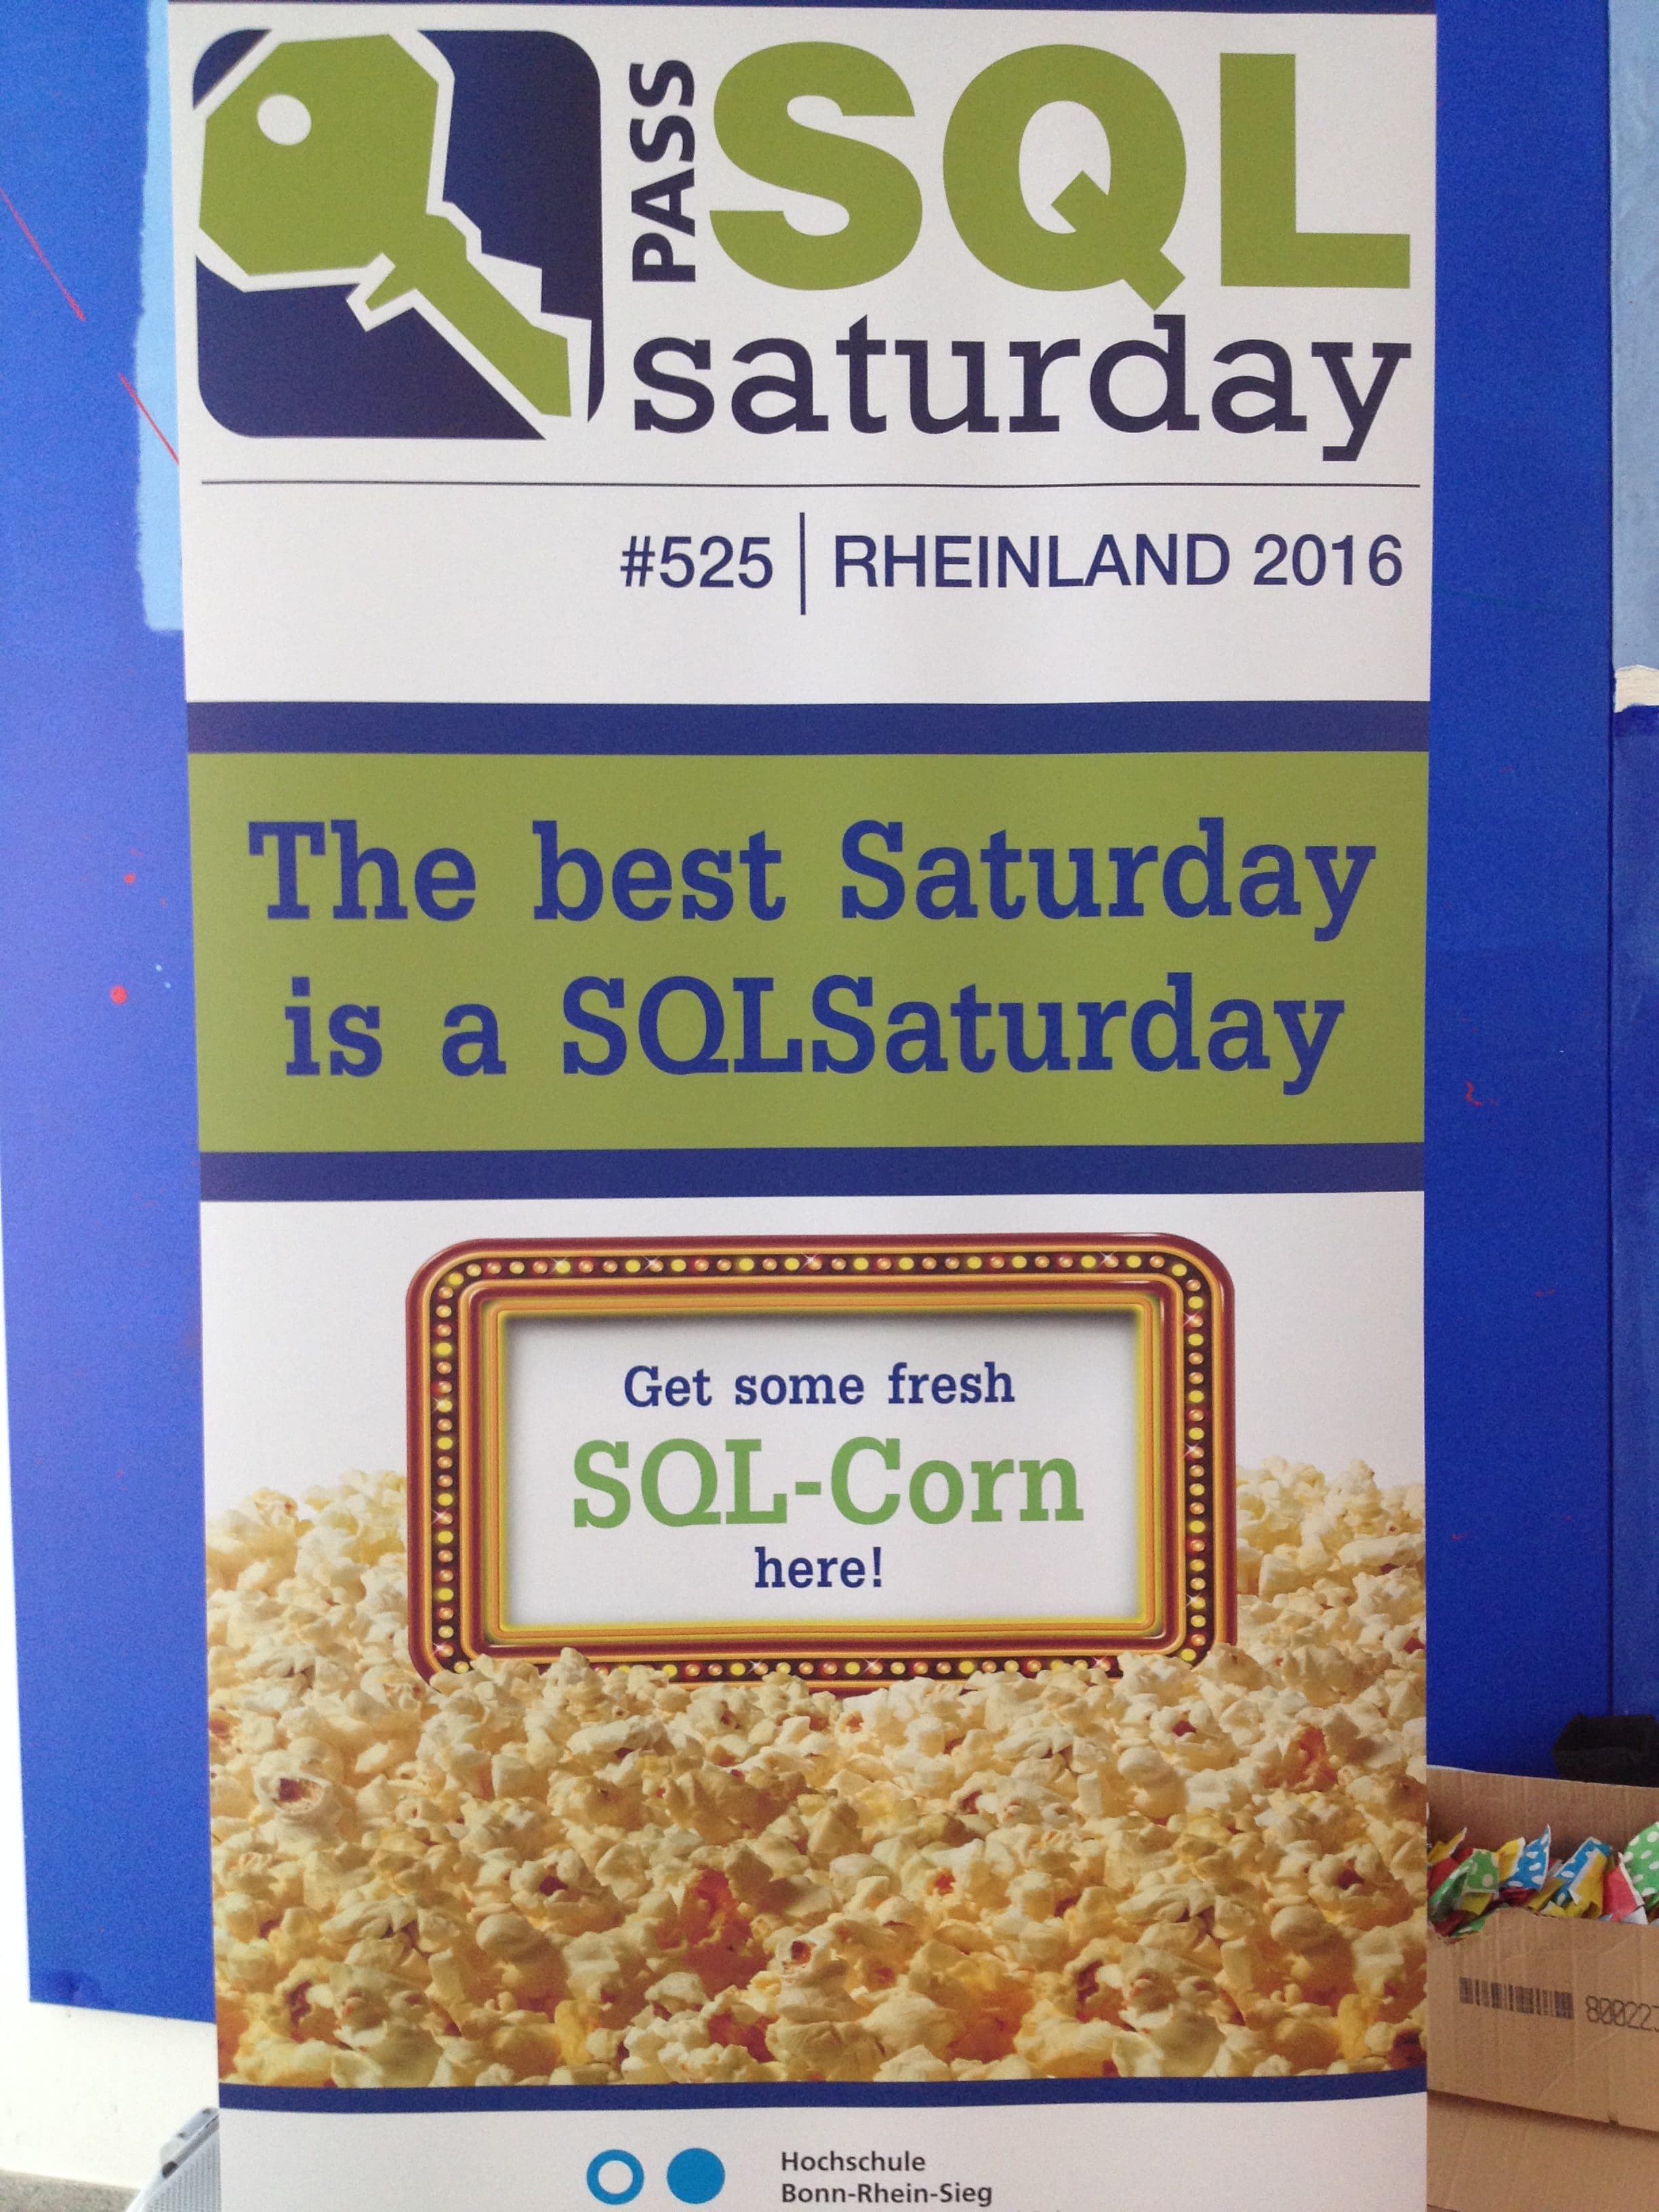 PASS
SQL
saturday
#525 | RHEINLAND 2016
The best Saturday
is a SQLSaturday
Get some fresh
SQL-Corn
here!
Hochschule
Bonn-Rhein-Sieg